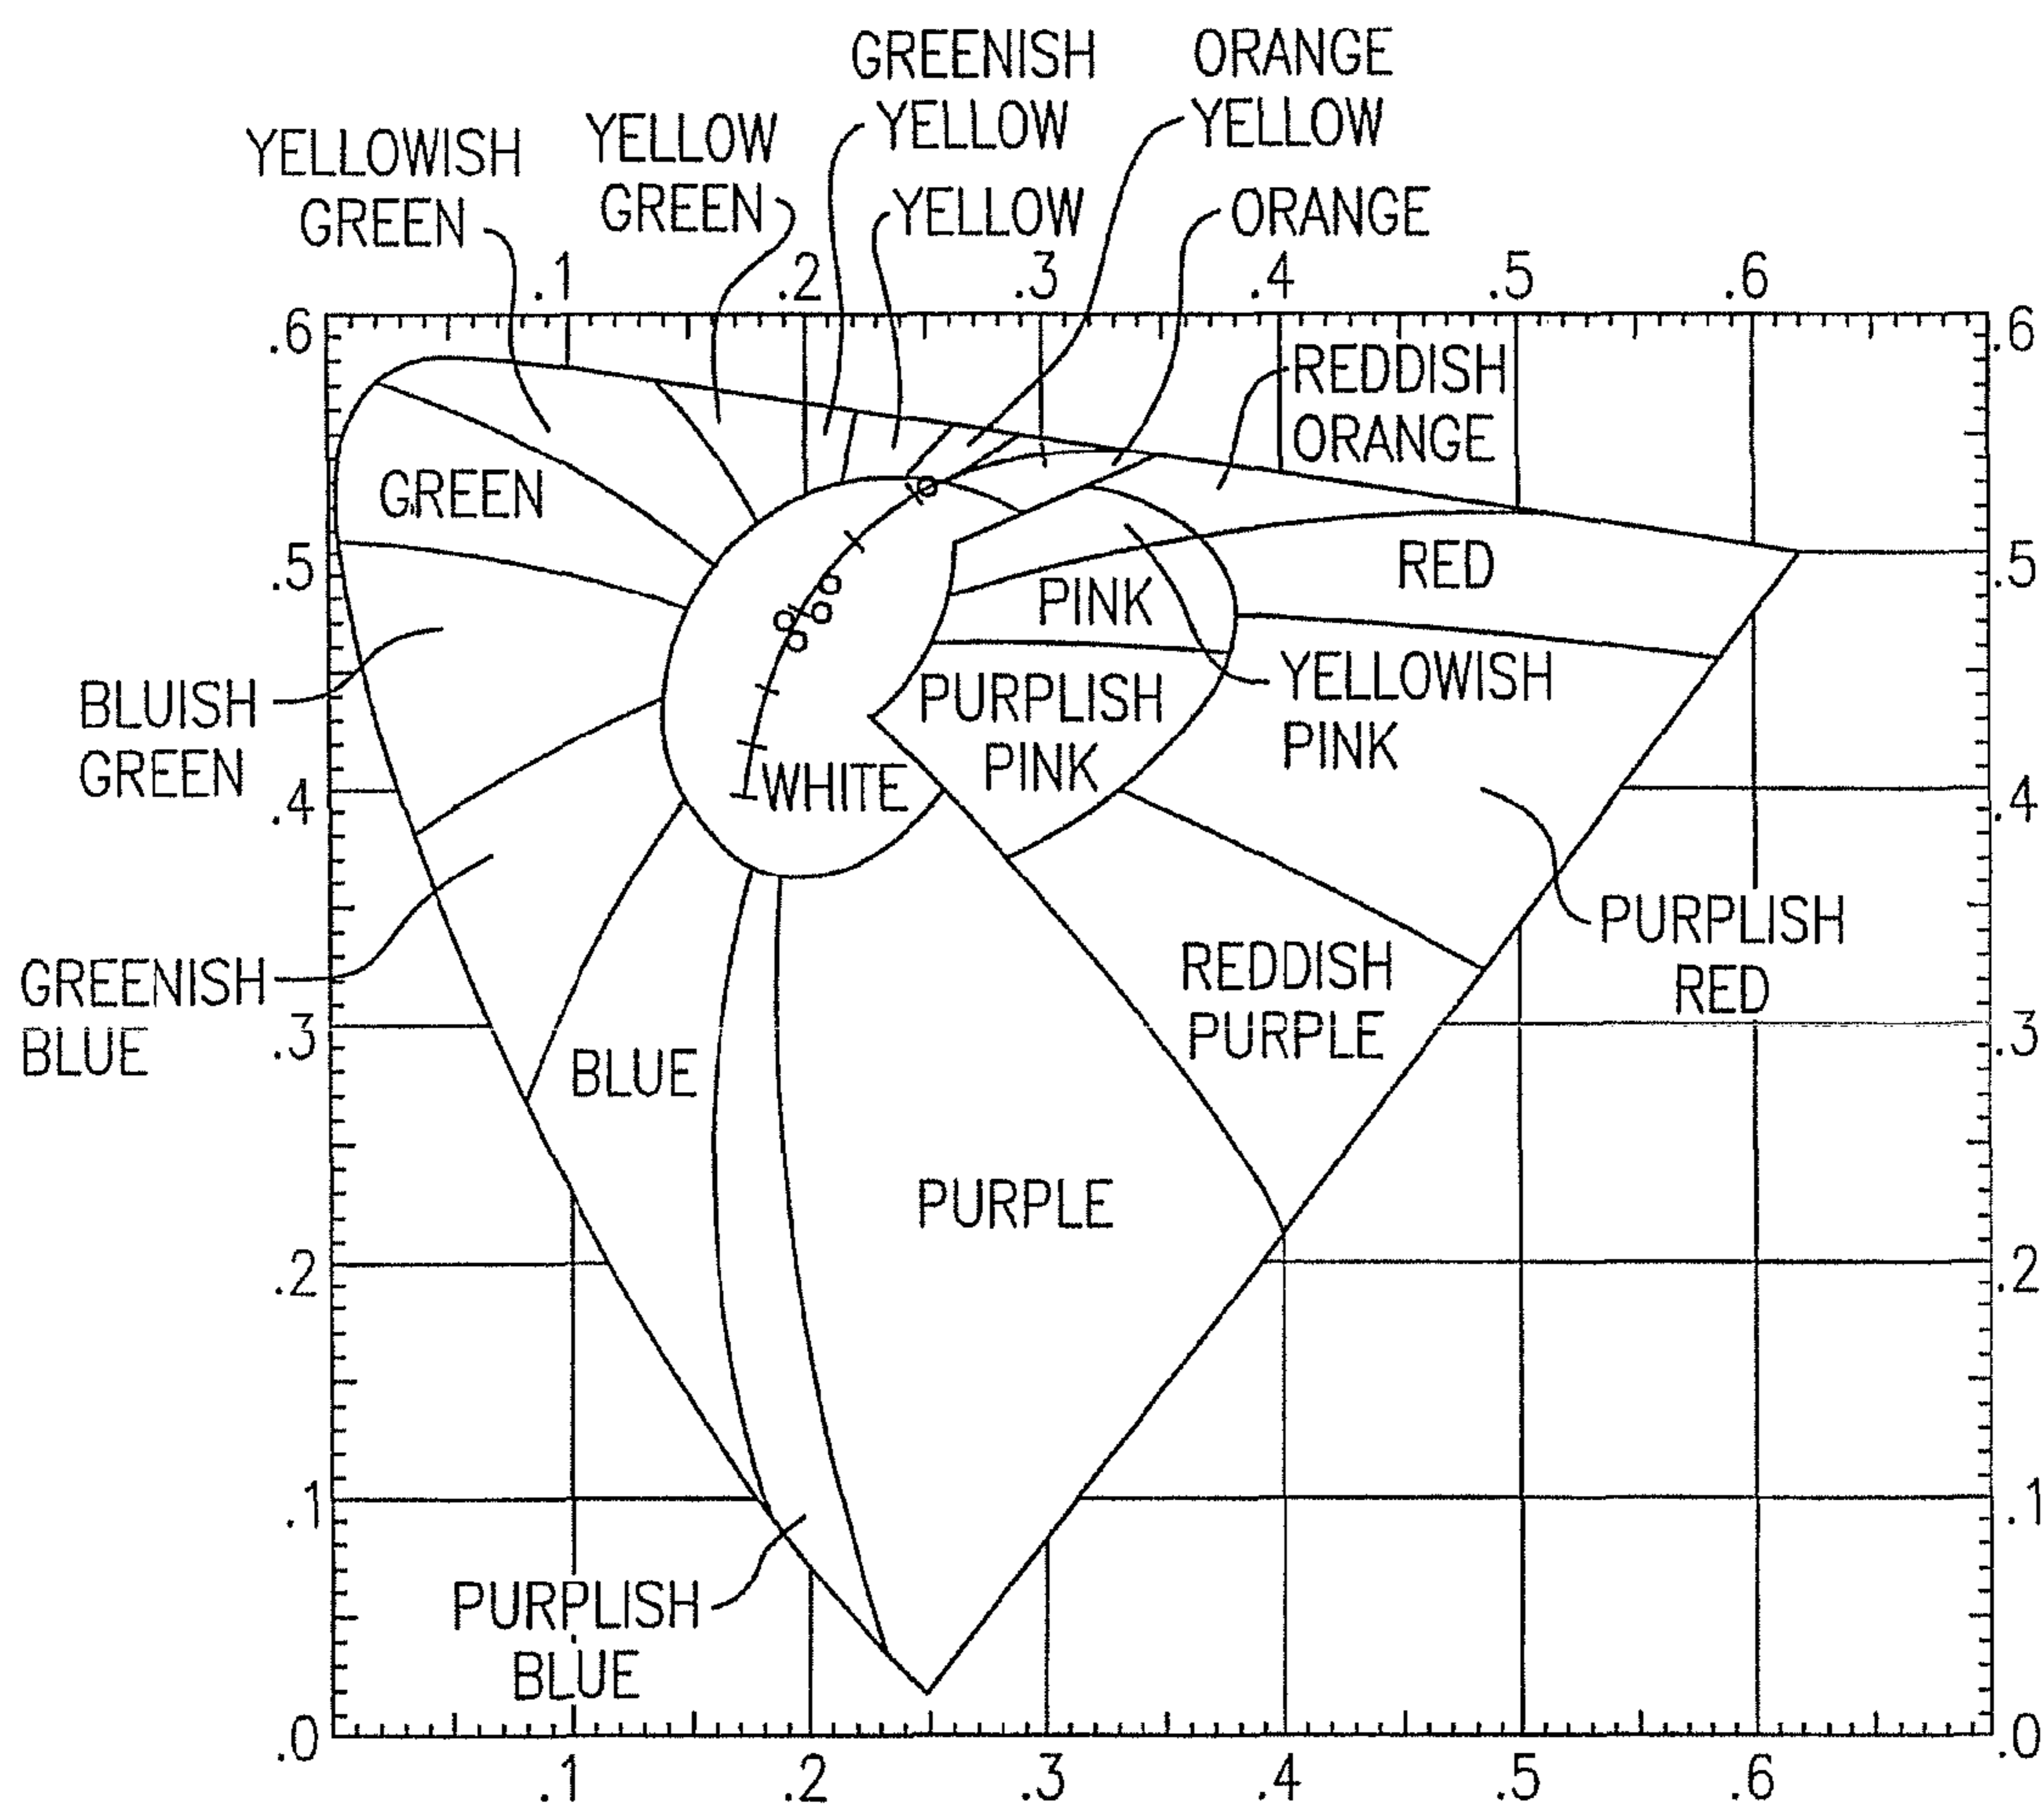 GREENISH
YELLOW
ORANGE
YELLOW
YELLOWISH
GREEN
YELLOW
GREEN
YELLOW
ORANGE
.1 .2 .3 .4 .5 .6
.6 .6
REDDISH
ORANGE
GREEN
.5 .5
RED
PINK
YELLOWISH
PINK
BLUISH
GREEN
PURPLISH
PINK
WHITE
.4 .4
PURPLISH
RED
GREENISH
BLUE
REDDISH
PURPLE
.3 .3
BLUE
PURPLE
.2 .2
.1 .1
PURPLISH
BLUE
.0 .0
.1 .2 .3 .4 .5 .6